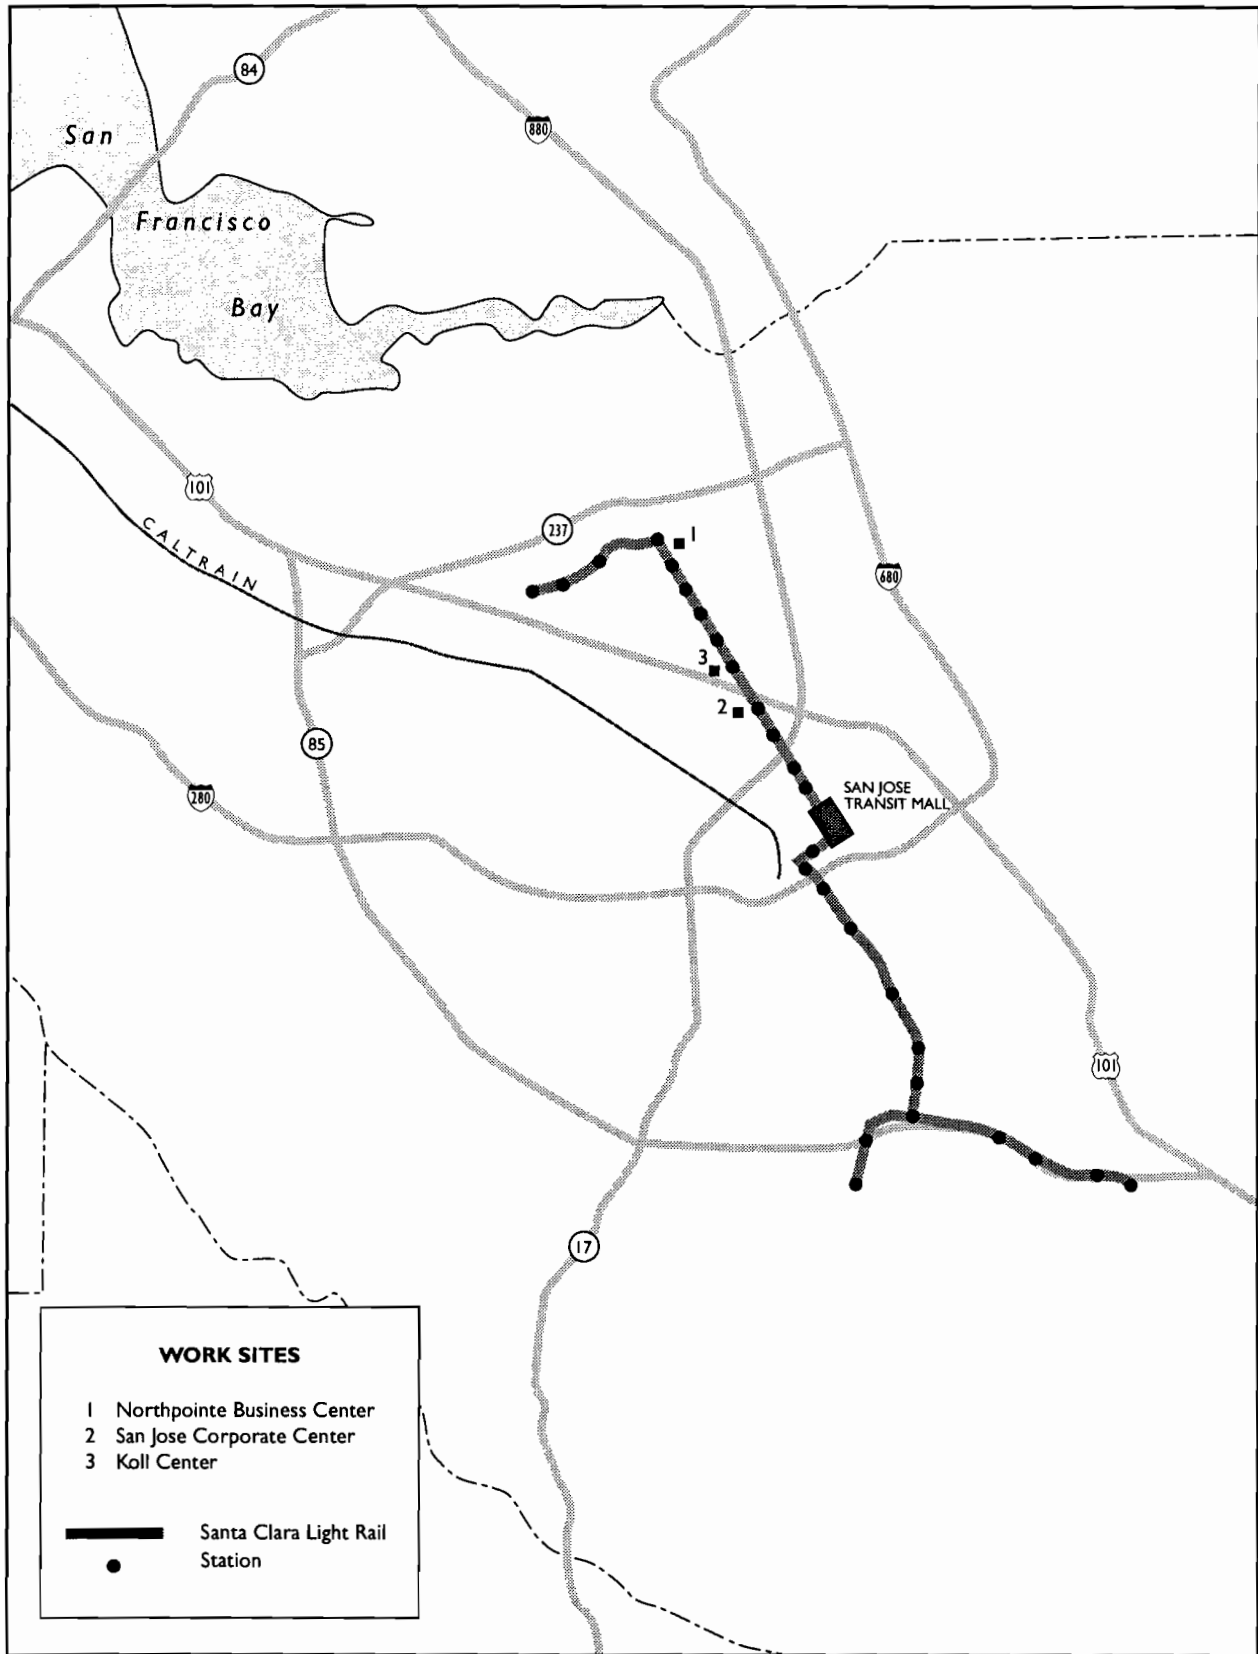 84
San
880
Francisco
Bay
101
CALTRAIN
237
1
680
3
2
85
280
SAN JOSE
TRANSIT MALL
101
17
WORK SITES
1 Northpointe Business Center
2 San Jose Corporate Center
3 Koll Center
Santa Clara Light Rail
Station